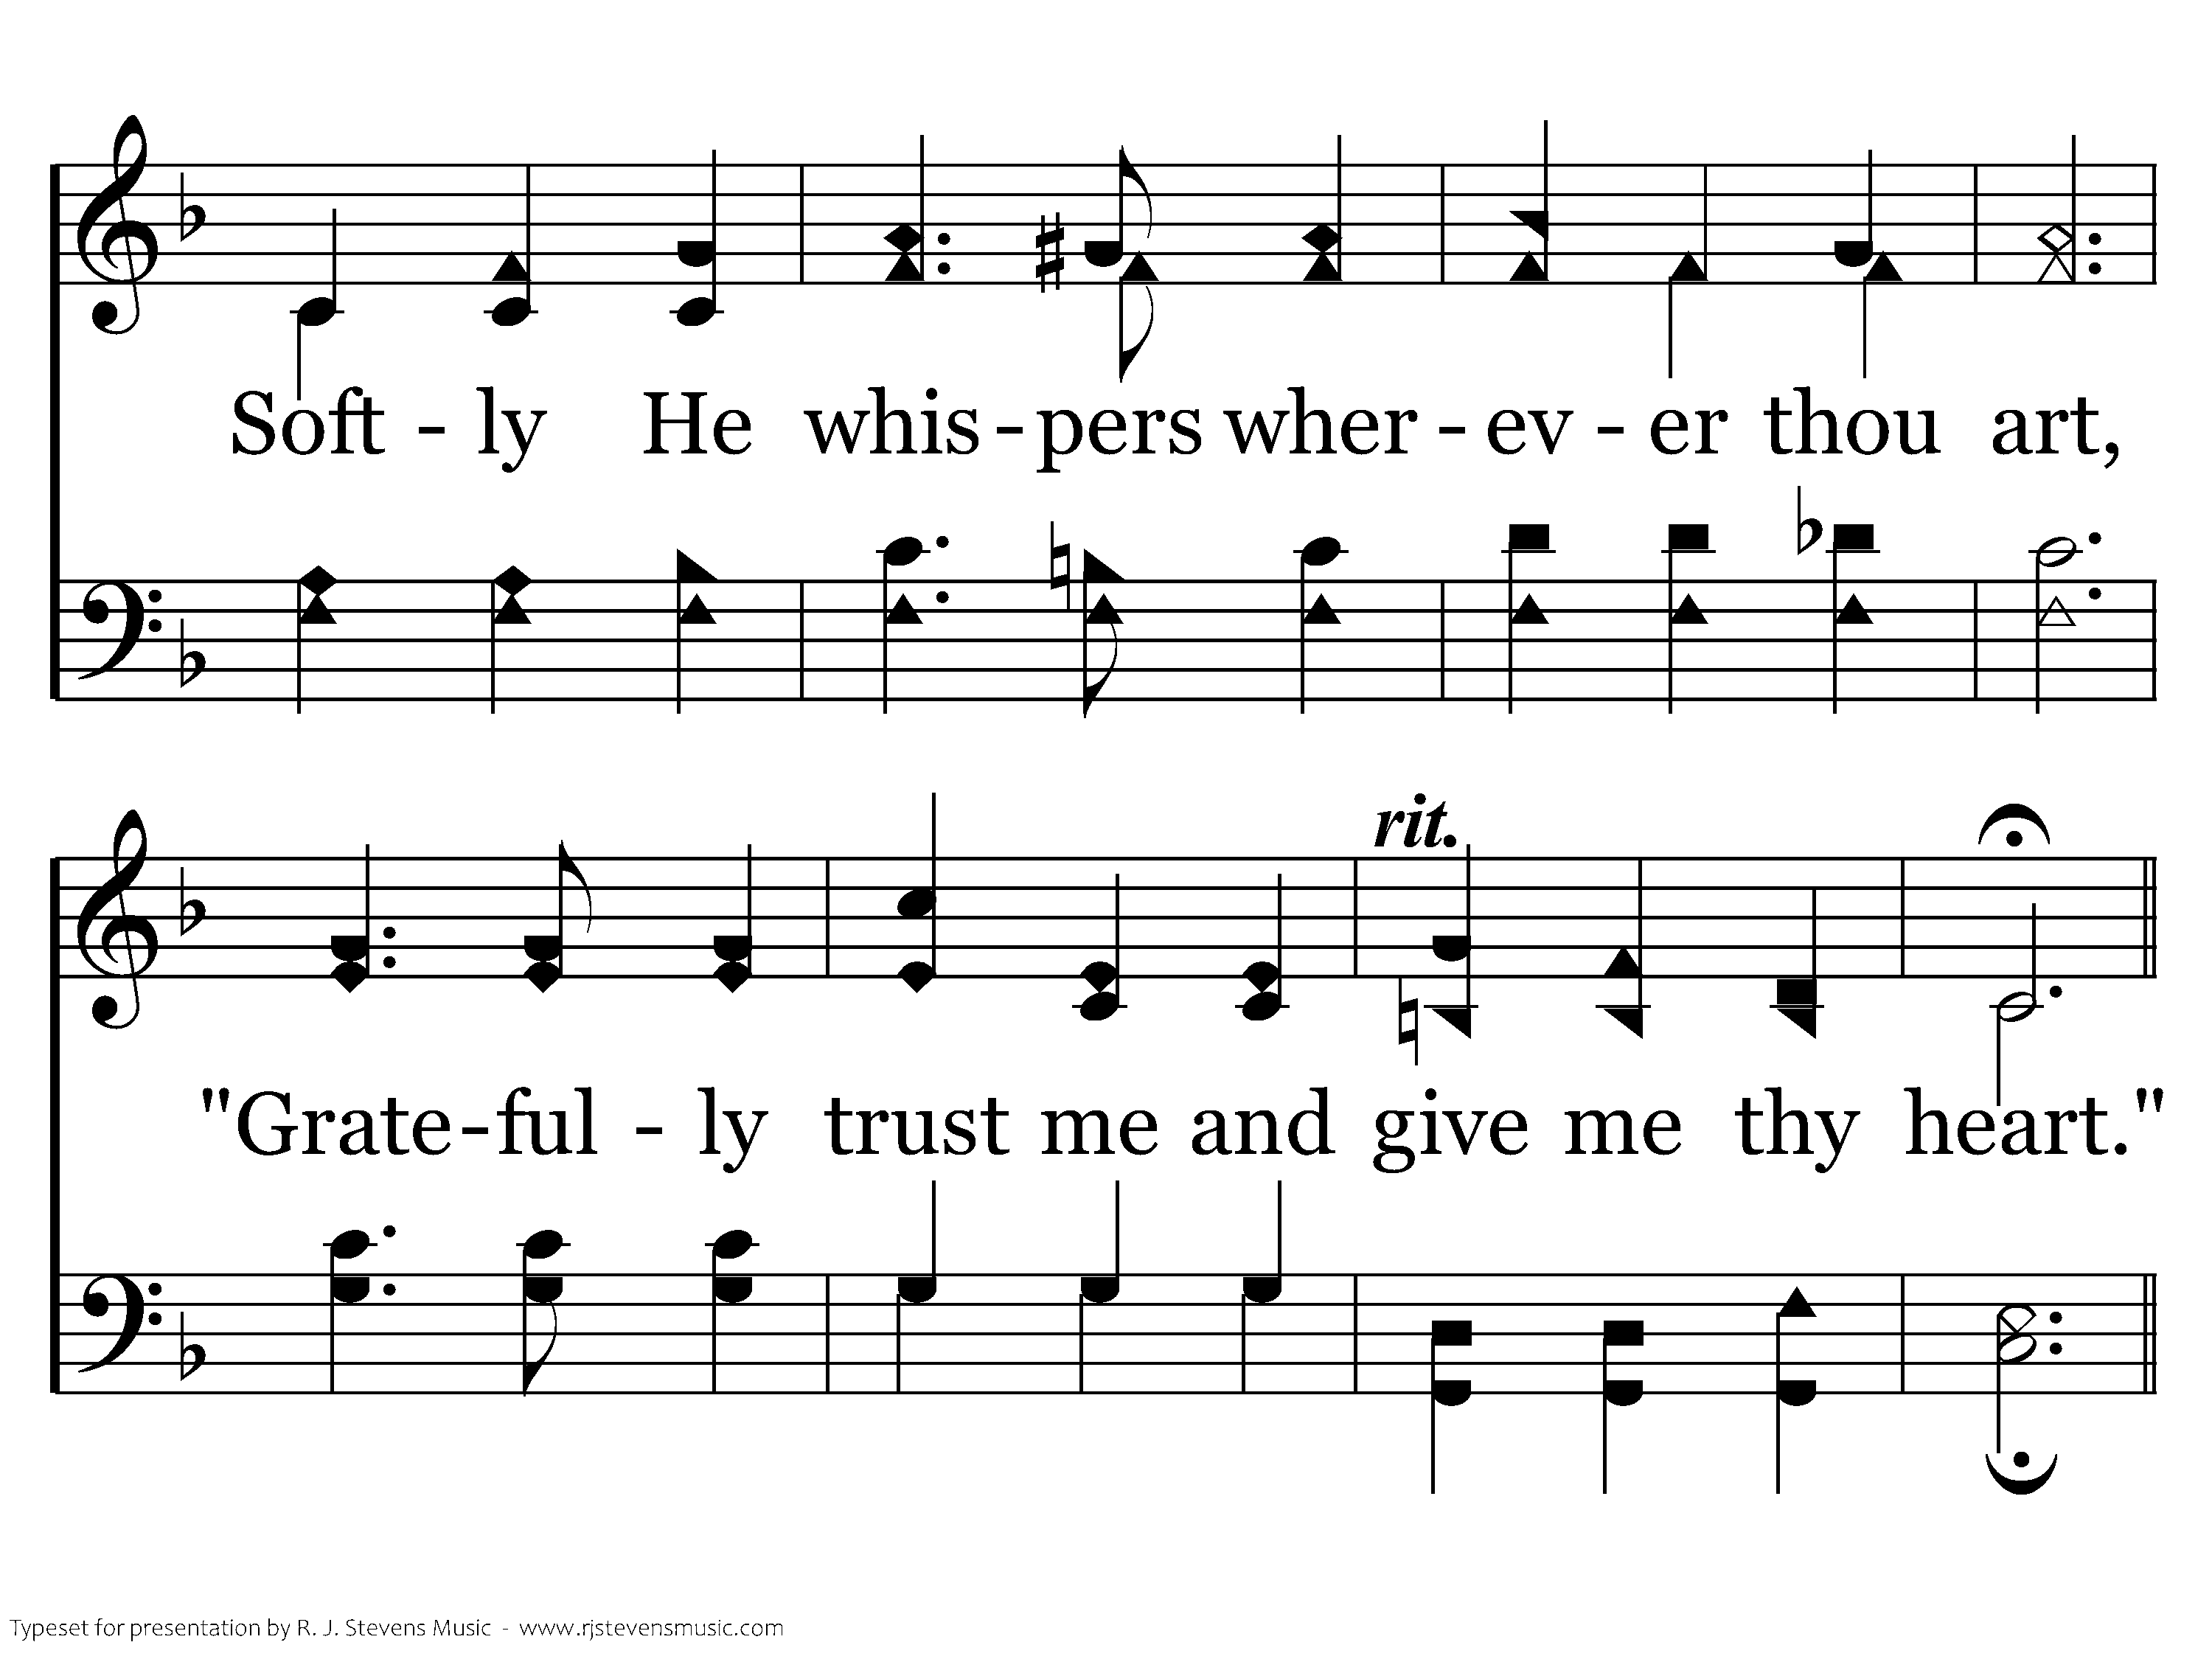 Soft - ly He whis - pers wher - ev - er thou art,
rit.
"Grate - ful - ly trust me and give me thy heart."
Typeset for presentation by R. J. Stevens Music - www.rjstevensmusic.com